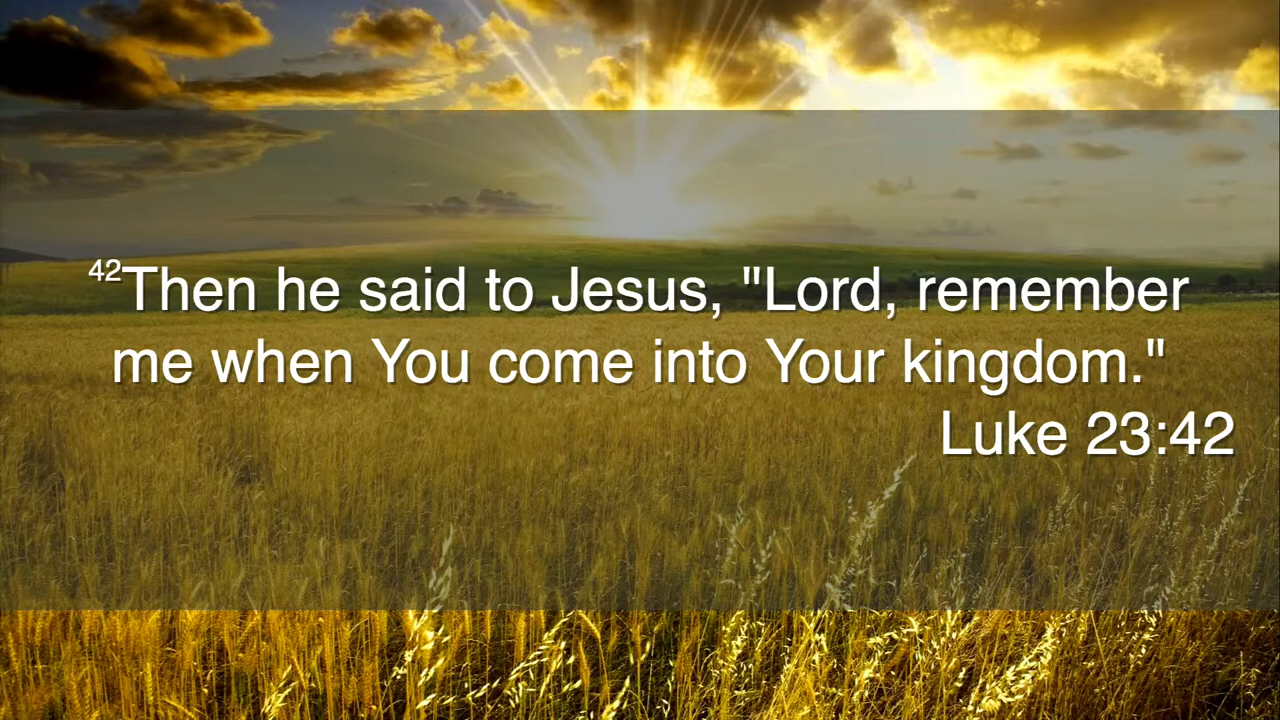 42Then he said to Jesus, "Lord, remember
me when You come into Your kingdom."
Luke 23:42